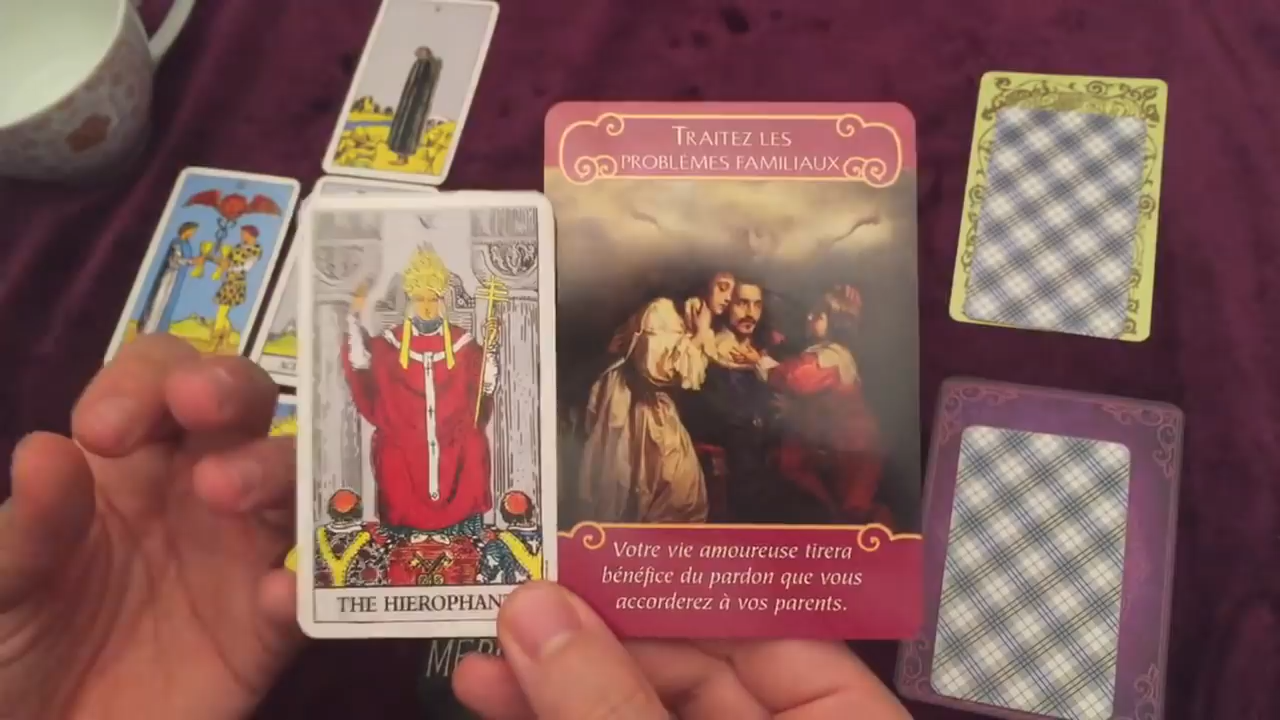 TRAITEZ LES
PROBLÈMES FAMILIAUX
THE HIEROPHANT
Votre vie amoureuse tirera
bénéfice du pardon que vous
accorderez à vos parents.